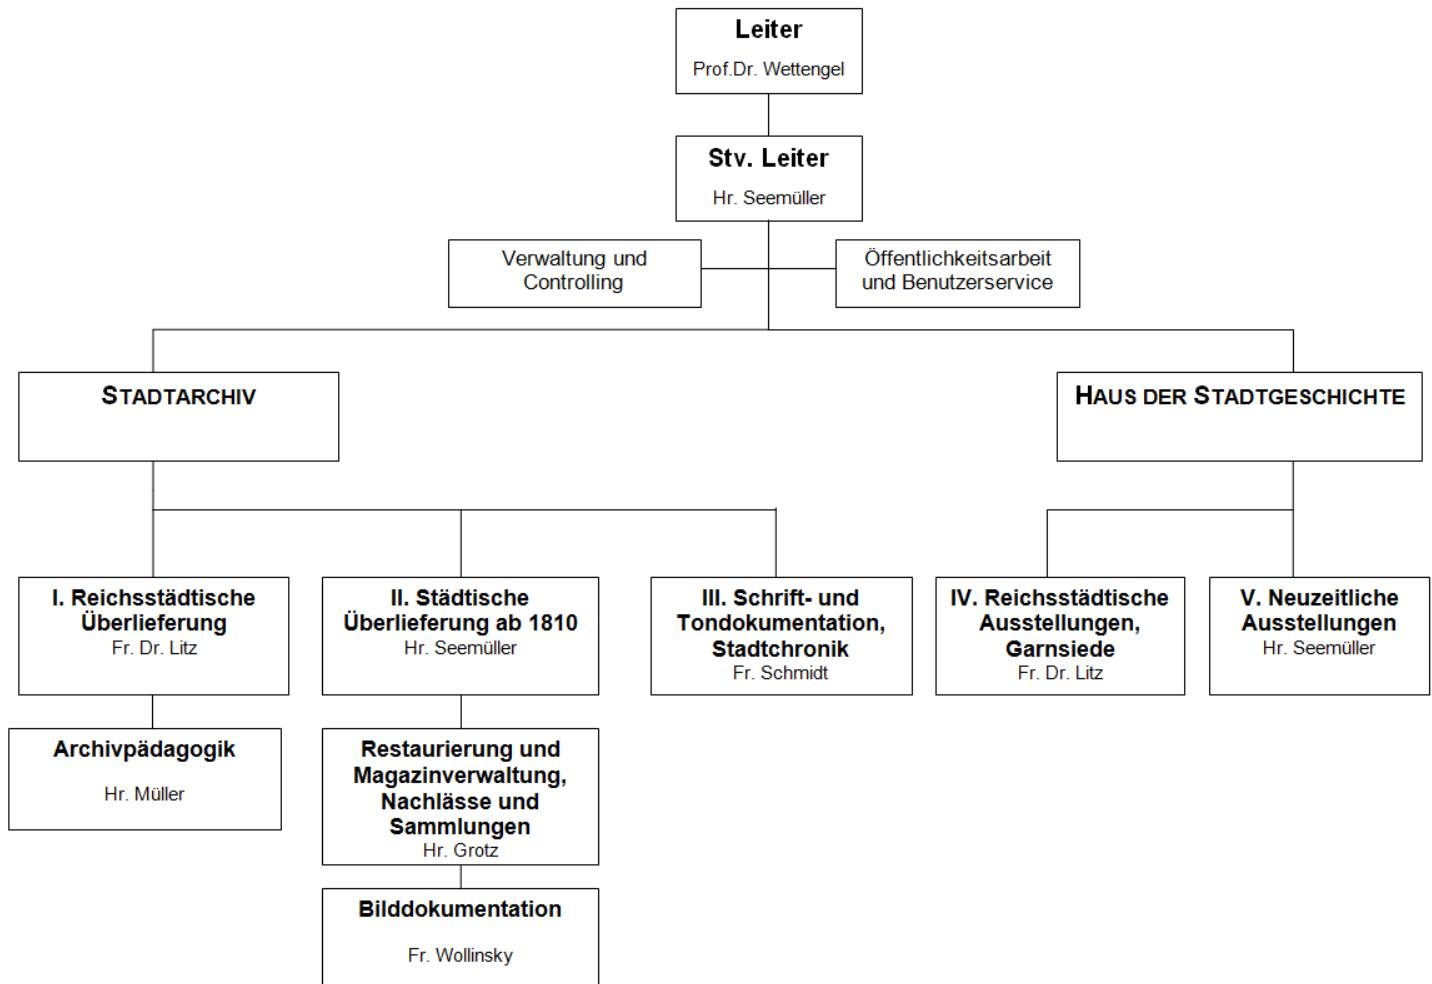 Leiter
Prof.Dr. Wettengel
Stv. Leiter
Hr. Seemüller
Verwaltung und
Controlling
Öffentlichkeitsarbeit
und Benutzerservice
STADTARCHIV
HAUS DER STADTGESCHICHTE
I. Reichsstädtische
Überlieferung
Fr. Dr. Litz
II. Städtische
Überlieferung ab 1810
Hr. Seemüller
III. Schrift- und
Tondokumentation,
Stadtchronik
Fr. Schmidt
IV. Reichsstädtische
Ausstellungen,
Garnsiede
Fr. Dr. Litz
V. Neuzeitliche
Ausstellungen
Hr. Seemüller
Archivpädagogik
Hr. Müller
Restaurierung und
Magazinverwaltung,
Nachlässe und
Sammlungen
Hr. Grotz
Bilddokumentation
Fr. Wollinsky